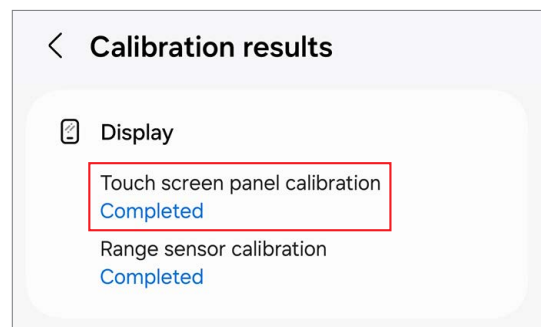 Calibration results
Display
Touch screen panel calibration
Completed
Range sensor calibration
Completed